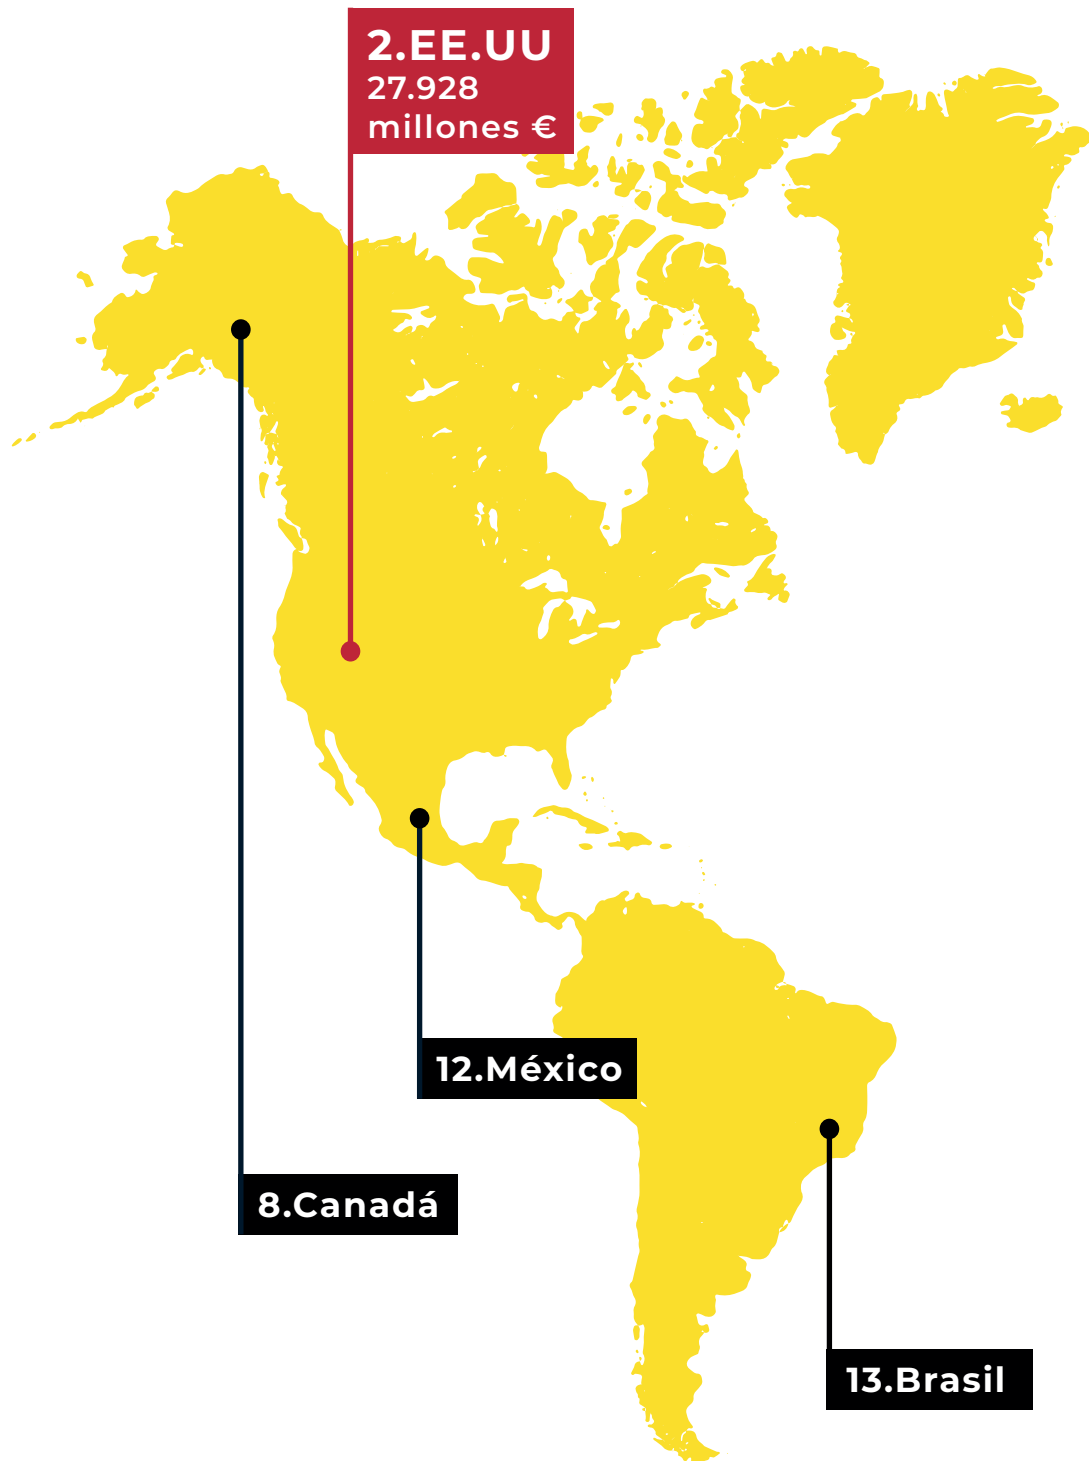 2.EE.UU
27.928
millones €
12.México
8.Canadá
13.Brasil